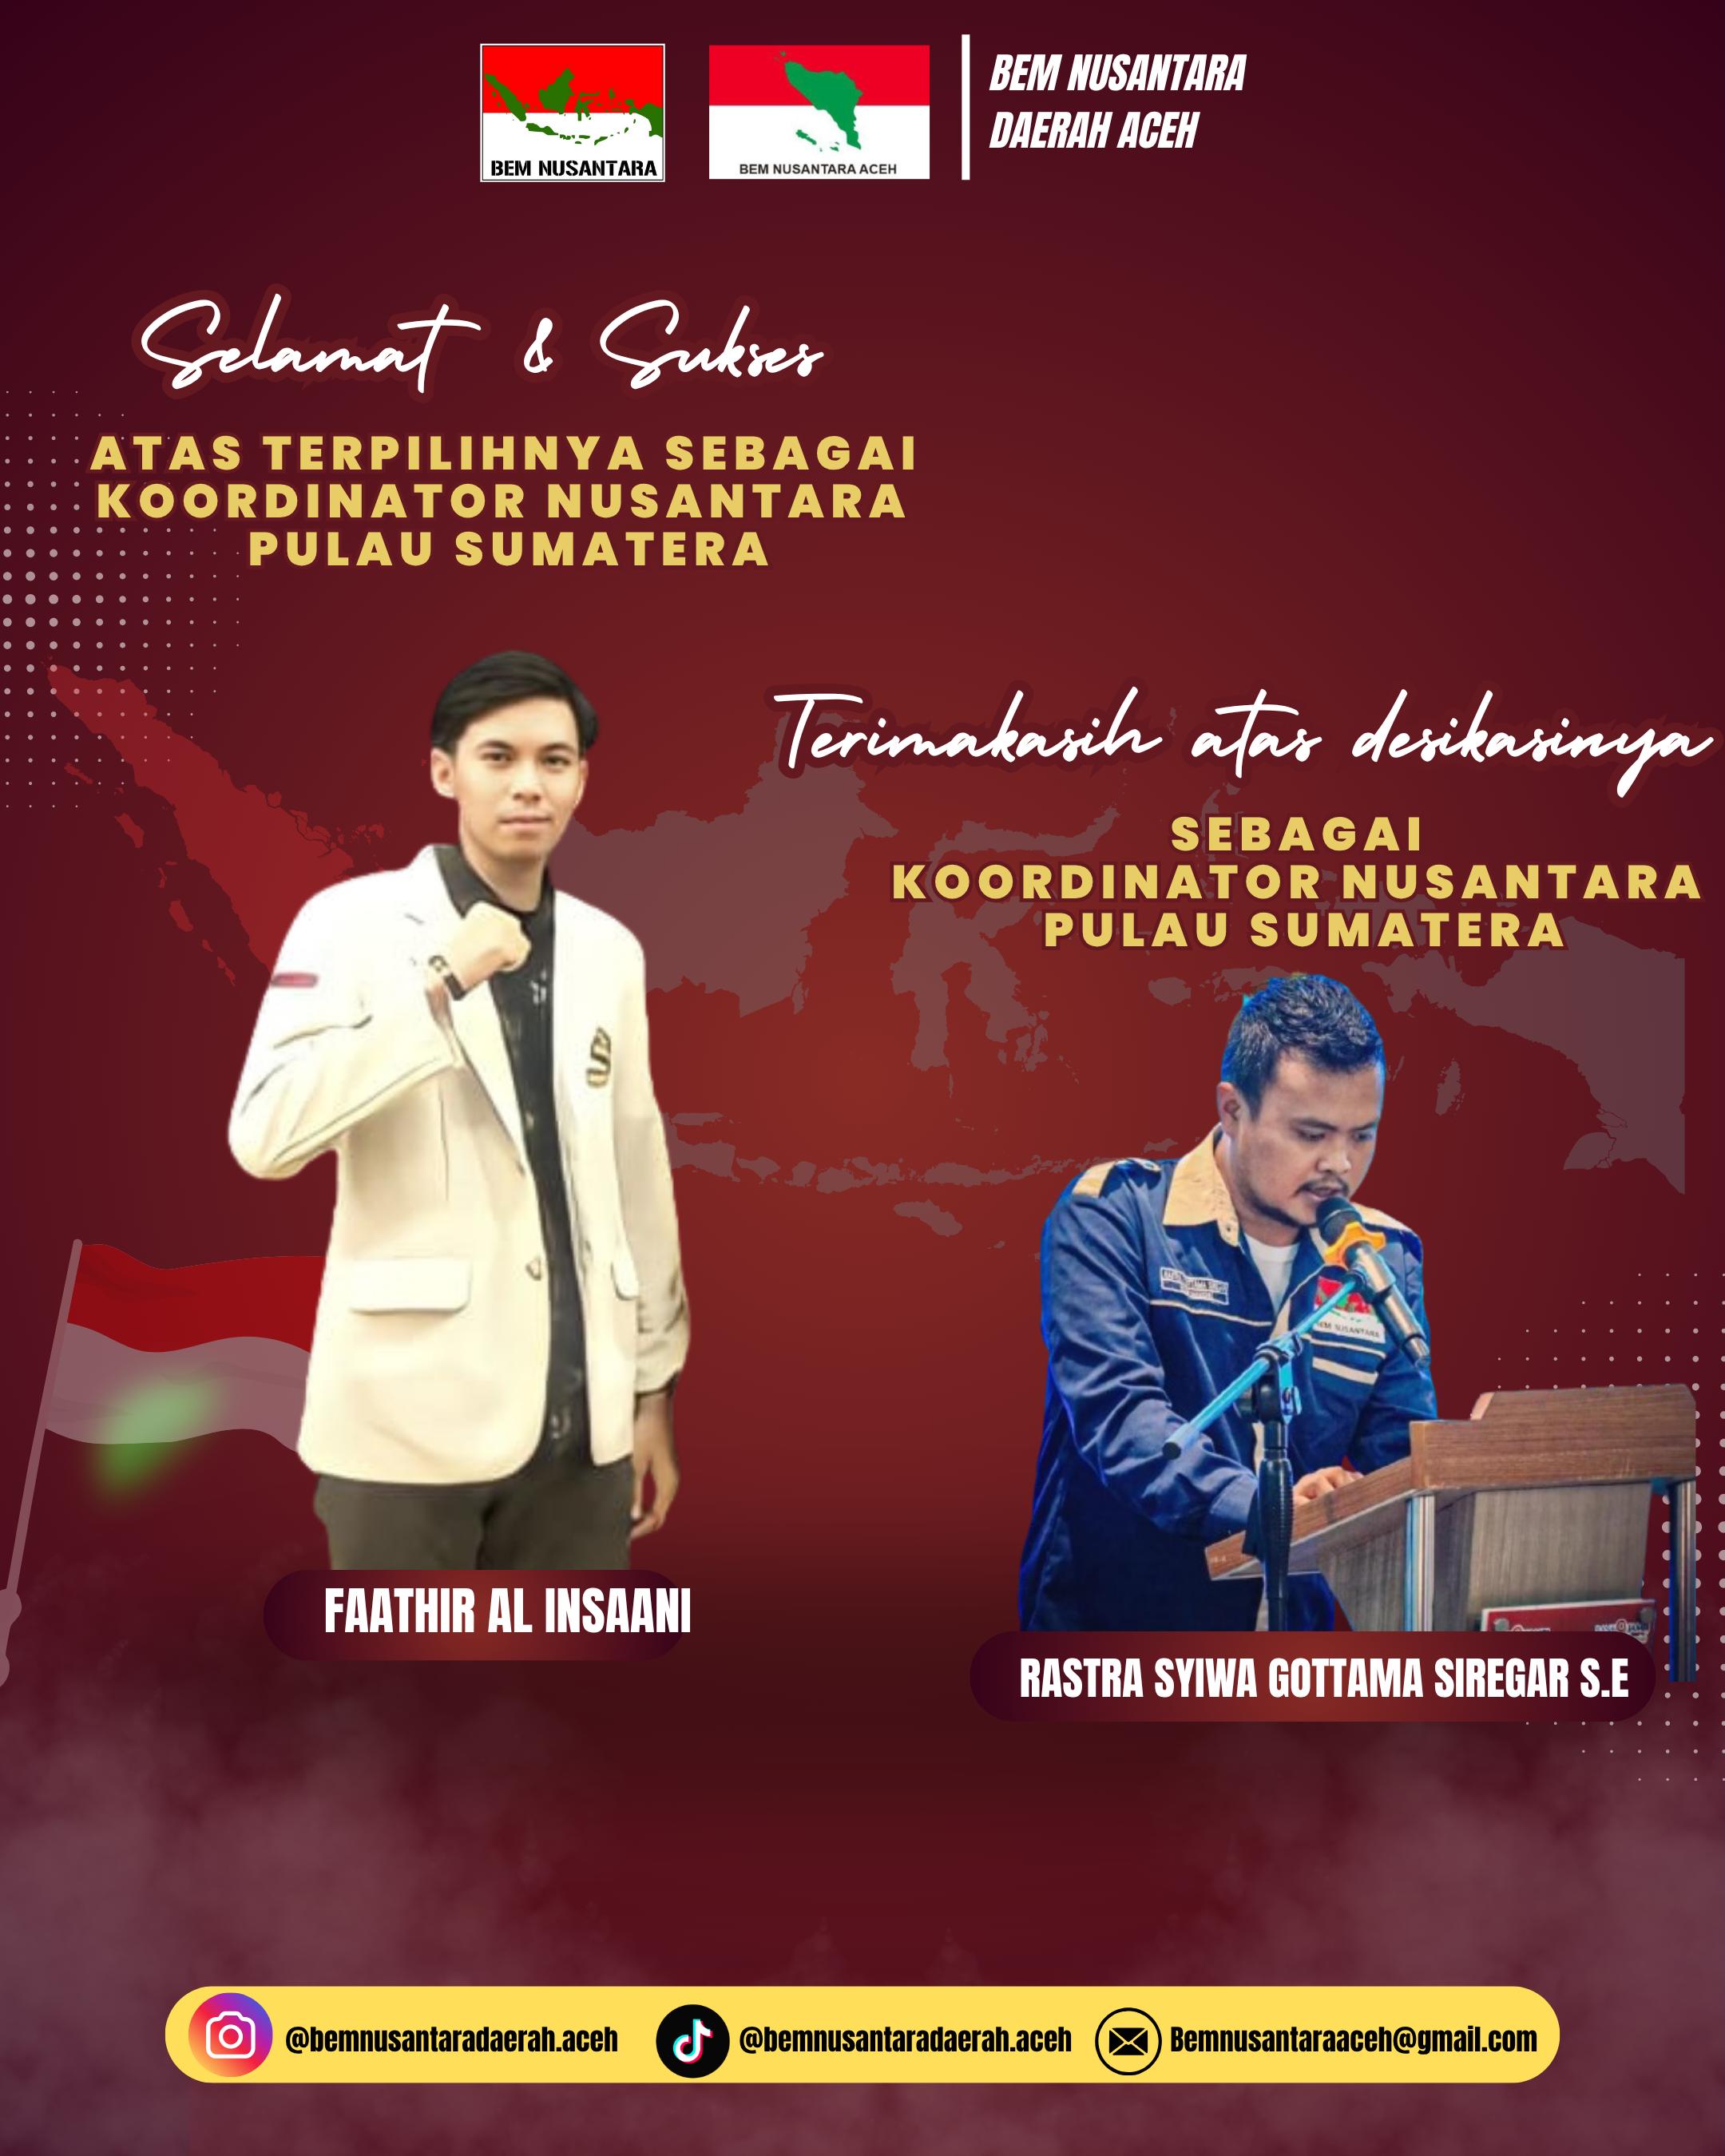 BEM NUSANTARA
BEM NUSANTARA ACEH
BEM NUSANTARA
DAERAH ACEH
Selamat & Sukses
ATAS TERPILIHNYA SEBAGAI
KOORDINATOR NUSANTARA
PULAU SUMATERA
Terimakasih atas desikasinya
SEBAGAI
KOORDINATOR NUSANTARA
PULAU SUMATERA
BEM NUSANTARA
FAATHIR AL INSAANI
RASTRA SYIWA GOTTAMA SIREGAR S.E
@bemnusantaradaerah.aceh
@bemnusantaradaerah.aceh
Bemnusantaraaceh@gmail.com